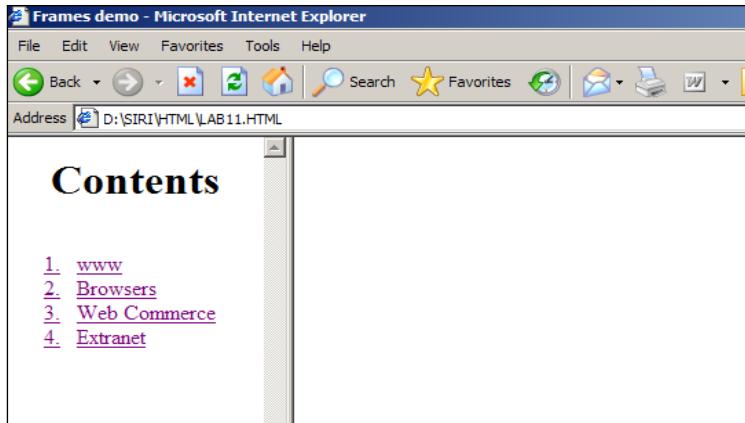 Frames demo - Microsoft Internet Explorer
File Edit View Favorites Tools Help
Back Search Favorites W
Address D:\SIRI\HTML\LAB11.HTML
Contents
1. www
2. Browsers
3. Web Commerce
4. Extranet